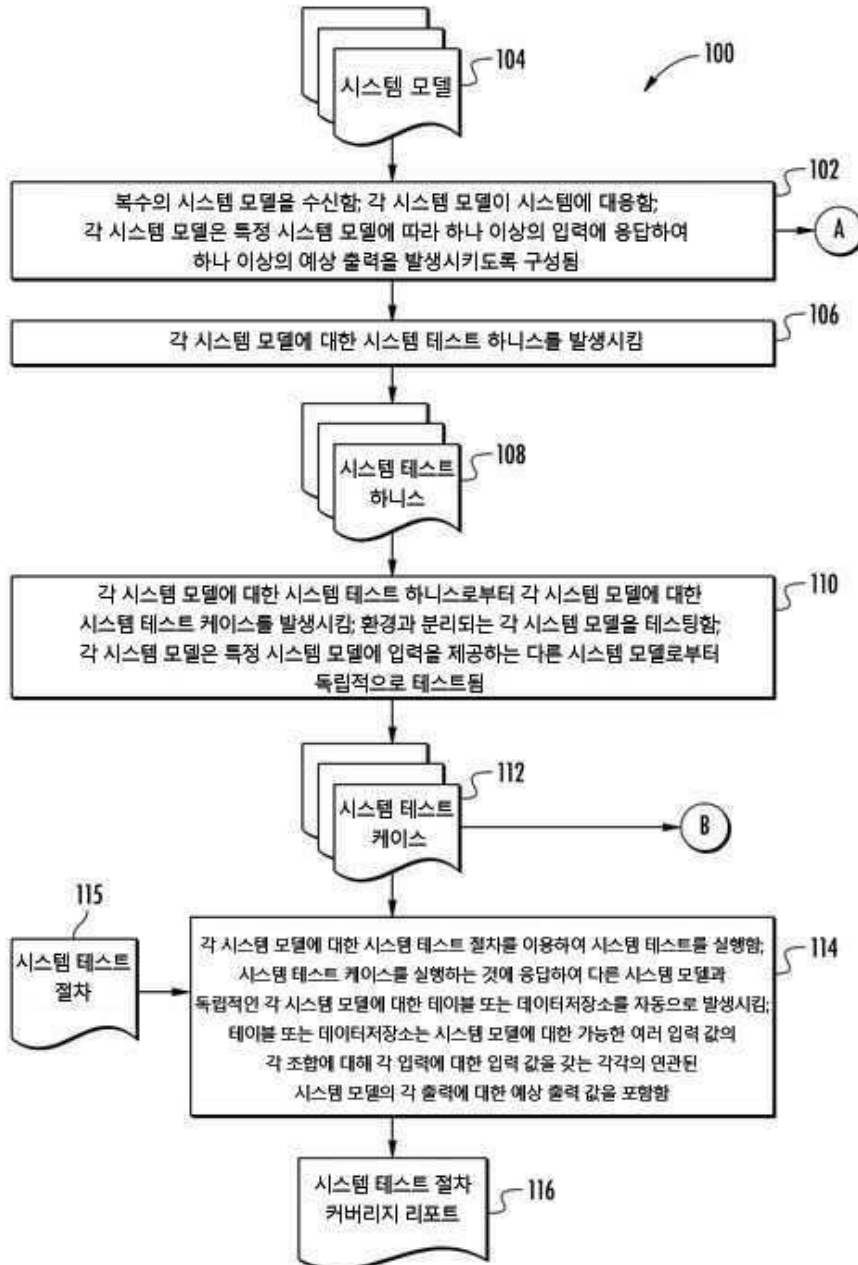 104
100
시스템 모델
102
복수의 시스템 모델을 수신함; 각 시스템 모델이 시스템에 대응함;
각 시스템 모델은 특정 시스템 모델에 따라 하나 이상의 입력에 응답하여
하나 이상의 예상 출력을 발생시키도록 구성됨
A
106
각 시스템 모델에 대한 시스템 테스트 하니스를 발생시킴
108
시스템 테스트
하니스
110
각 시스템 모델에 대한 시스템 테스트 하니스로부터 각 시스템 모델에 대한
시스템 테스트 케이스를 발생시킴; 환경과 분리되는 각 시스템 모델을 테스팅함;
각 시스템 모델은 특정 시스템 모델에 입력을 제공하는 다른 시스템 모델로부터
독립적으로 테스트됨
112
시스템 테스트
케이스
B
115
시스템 테스트
절차
114
각 시스템 모델에 대한 시스템 테스트 절차를 이용하여 시스템 테스트를 실행함;
시스템 테스트 케이스를 실행하는 것에 응답하여 다른 시스템 모델과
독립적인 각 시스템 모델에 대한 테이블 또는 데이터저장소를 자동으로 발생시킴;
테이블 또는 데이터저장소는 시스템 모델에 대한 가능한 여러 입력 값의
각 조합에 대해 각 입력에 대한 입력 값을 갖는 각각의 연관된
시스템 모델의 각 출력에 대한 예상 출력 값을 포함함
시스템 테스트 절차
커버리지 리포트
116